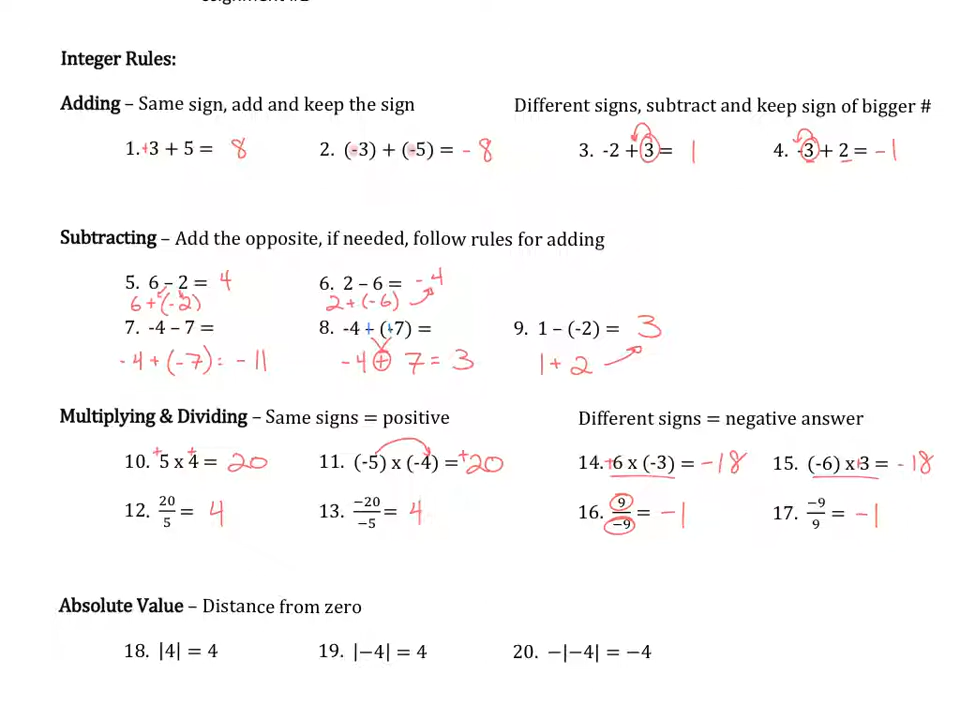 Integer Rules:
Adding – Same sign, add and keep the sign Different signs, subtract and keep sign of bigger #
1. +3 + 5 = 8 2. (-3) + (-5) = - 8 3. -2 + 3 = 1 4. -3 + 2 = -1
Subtracting – Add the opposite, if needed, follow rules for adding
5. 6 – 2 = 4 6. 2 – 6 = -4
6 + (-2) 2 + (-6)
7. -4 – 7 = 8. -4 + (+7) = 9. 1 – (-2) = 3
-4 + (-7) = -11 -4 + 7 = 3 1 + 2
Multiplying & Dividing – Same signs = positive Different signs = negative answer
10. +5 x +4 = 20 11. (-5) x (-4) = +20 14. +6 x (-3) = -18 15. (-6) x 3 = -18
12. 20/5 = 4 13. −20/−5 = 4 16. 9/−9 = -1 17. −9/9 = -1
Absolute Value – Distance from zero
18. |4| = 4 19. |−4| = 4 20. −|−4| = −4